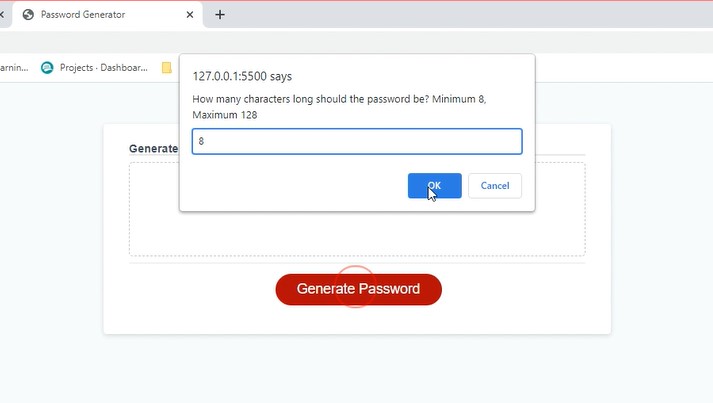 Password Generator
Projects - Dashboar...
127.0.0.1:5500 says
How many characters long should the password be? Minimum 8,
Maximum 128
8
OK
Cancel
Generate
Generate Password